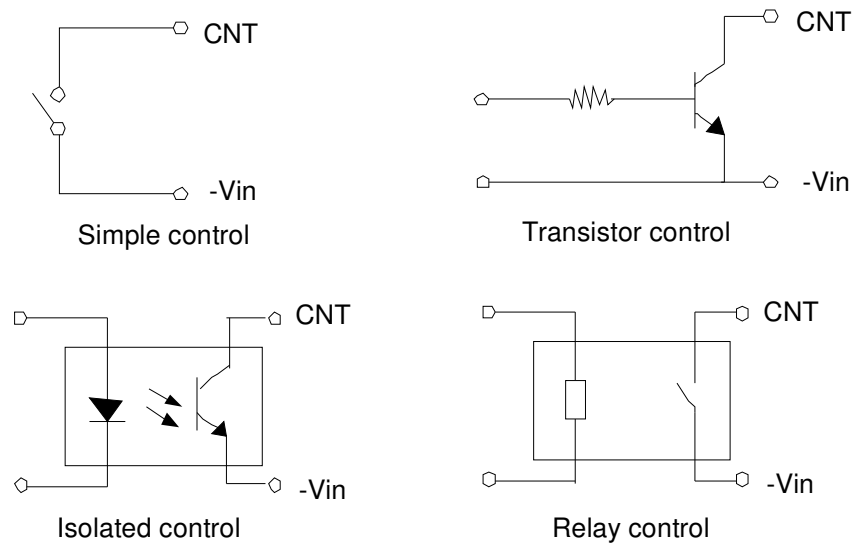 CNT
-Vin
Simple control
CNT
-Vin
Transistor control
CNT
-Vin
Isolated control
CNT
-Vin
Relay control